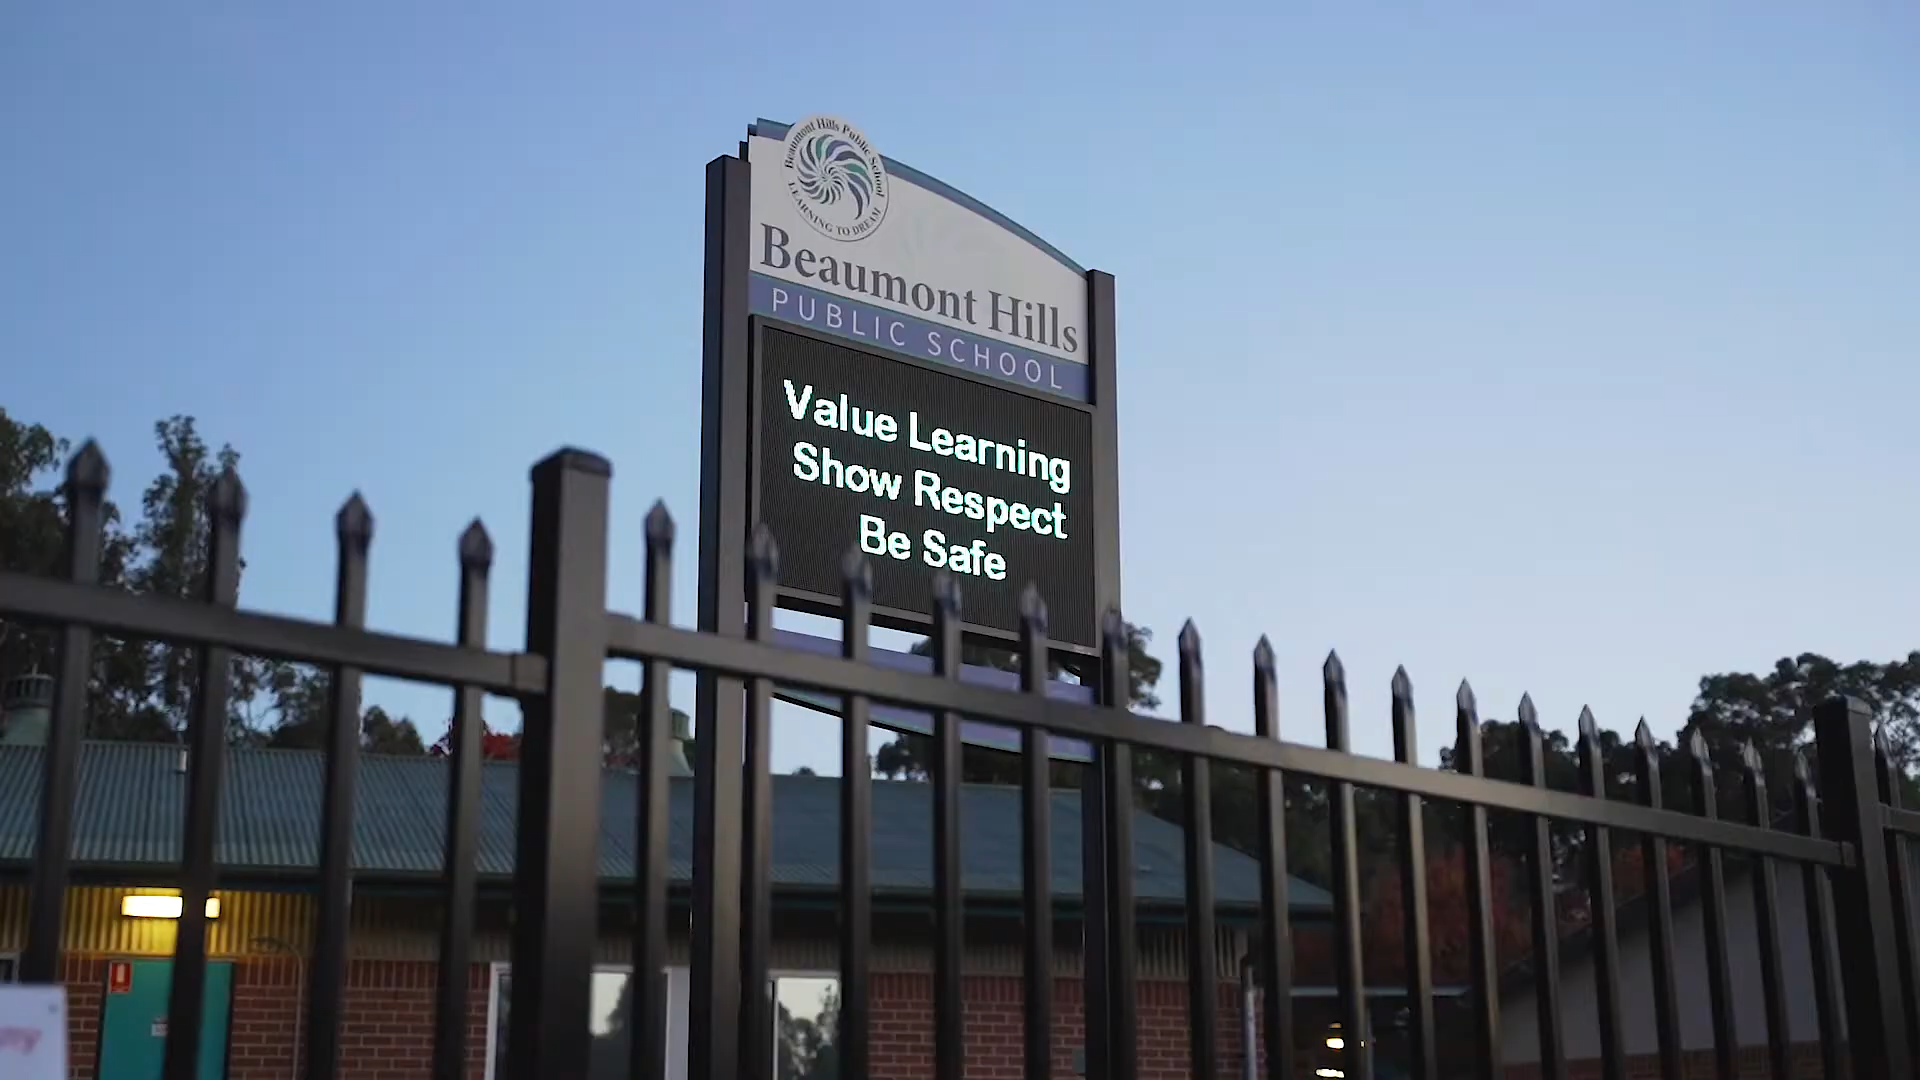 Beaumont Hills Public School
LEARNING TO DREAM
Beaumont Hills
PUBLIC SCHOOL
Value Learning
Show Respect
Be Safe